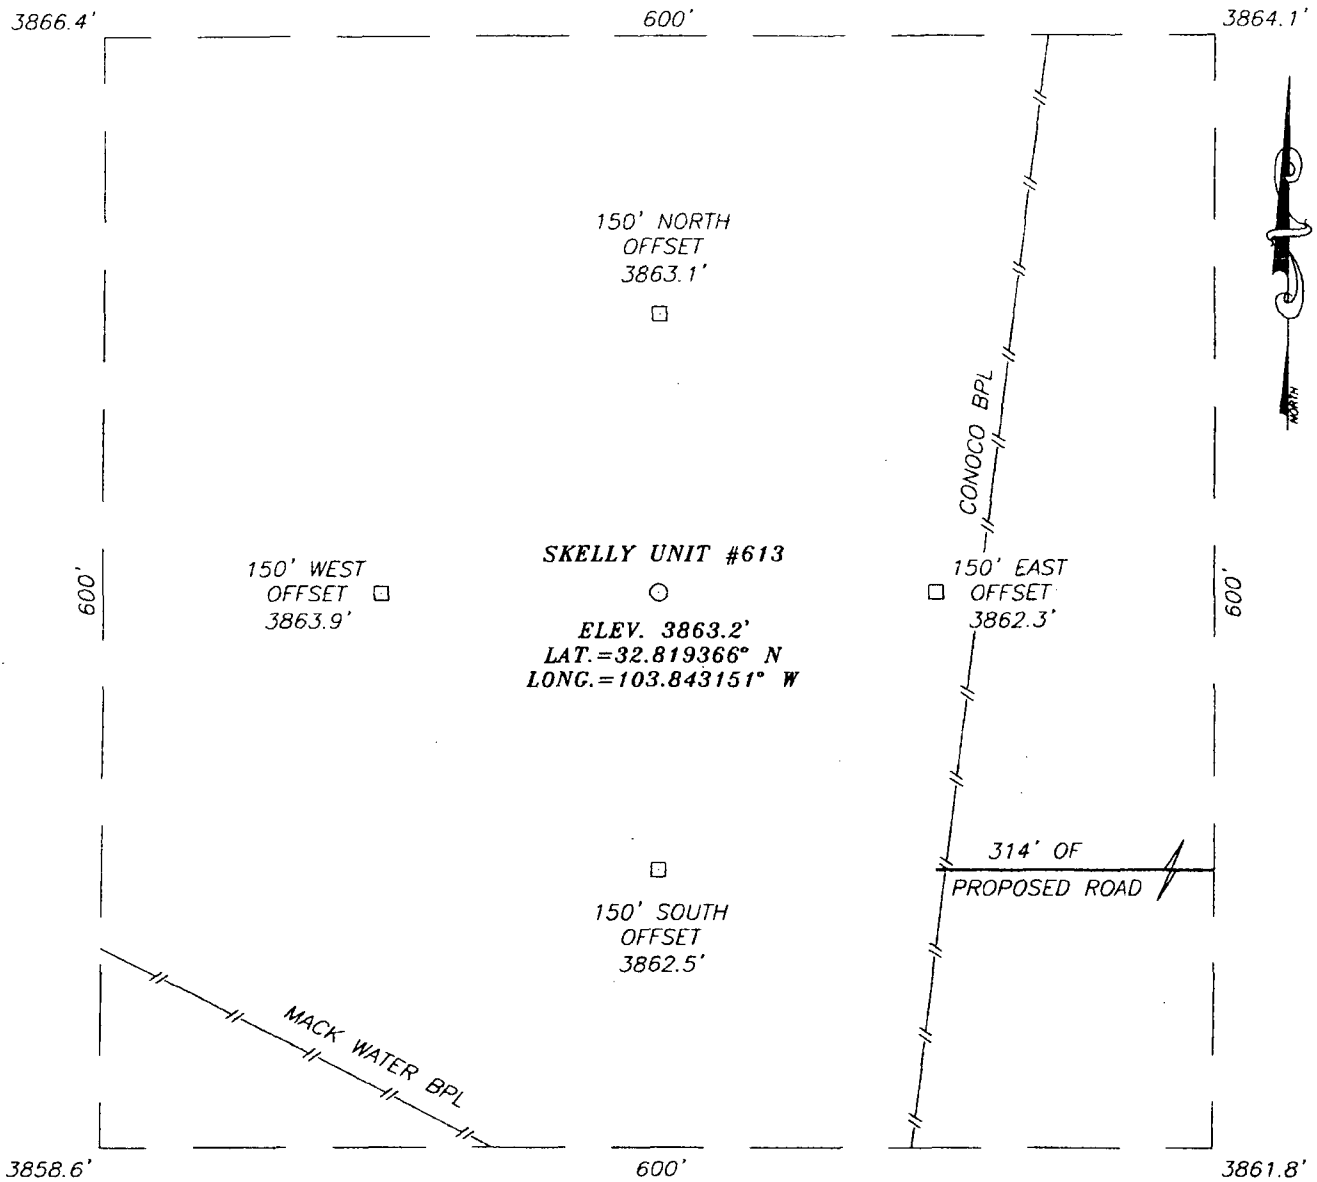 3866.4'
600'
3864.1'
NORTH
150' NORTH
OFFSET
3863.1'
CONOCO BPL
SKELLY UNIT #613
ELEV. 3863.2'
LAT.=32.819366° N
LONG.=103.843151° W
600'
150' WEST
OFFSET
3863.9'
150' EAST
OFFSET
3862.3'
600'
314' OF
PROPOSED ROAD
150' SOUTH
OFFSET
3862.5'
MACK WATER BPL
3858.6'
600'
3861.8'